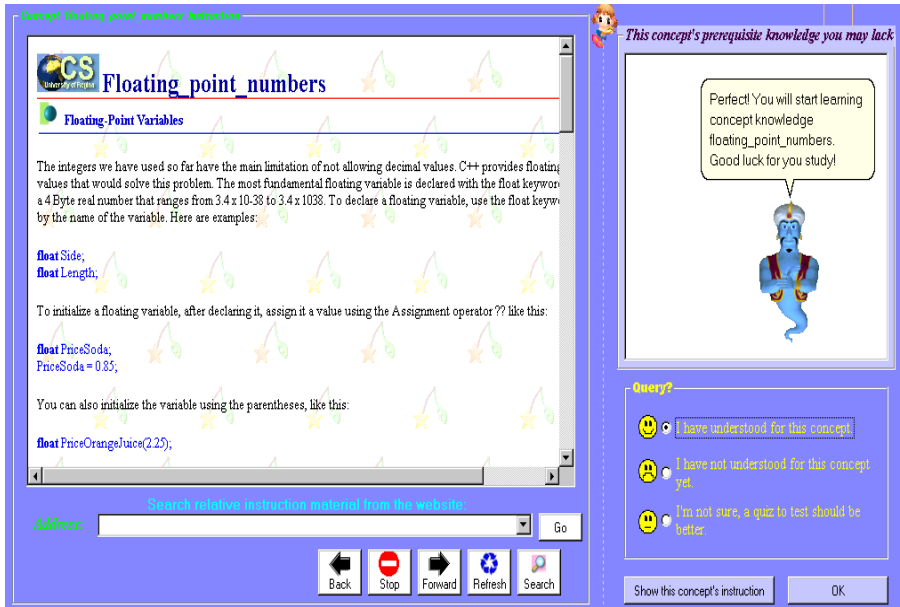 Concept floating_point_numbers Instruction
CS
University of Regina
Floating_point_numbers
Floating-Point Variables
The integers we have used so far have the main limitation of not allowing decimal values. C++ provides floating
values that would solve this problem. The most fundamental floating variable is declared with the float keywor
a 4 Byte real number that ranges from 3.4 x 10-38 to 3.4 x 1038. To declare a floating variable, use the float keyw
by the name of the variable. Here are examples:
float Side;
float Length;
To initialize a floating variable, after declaring it, assign it a value using the Assignment operator ?? like this:
float PriceSoda;
PriceSoda = 0.85;
You can also initialize the variable using the parentheses, like this:
float PriceOrangeJuice(2.25);
Search relative instruction material from the website:
Address:
Go
Back
Stop
Forward
Refresh
Search
This concept's prerequisite knowledge you may lack
Perfect! You will start learning
concept knowledge
floating_point_numbers.
Good luck for you study!
Query?
I have understood for this concept.
I have not understood for this concept
yet.
I'm not sure, a quiz to test should be
better.
Show this concept's instruction
OK